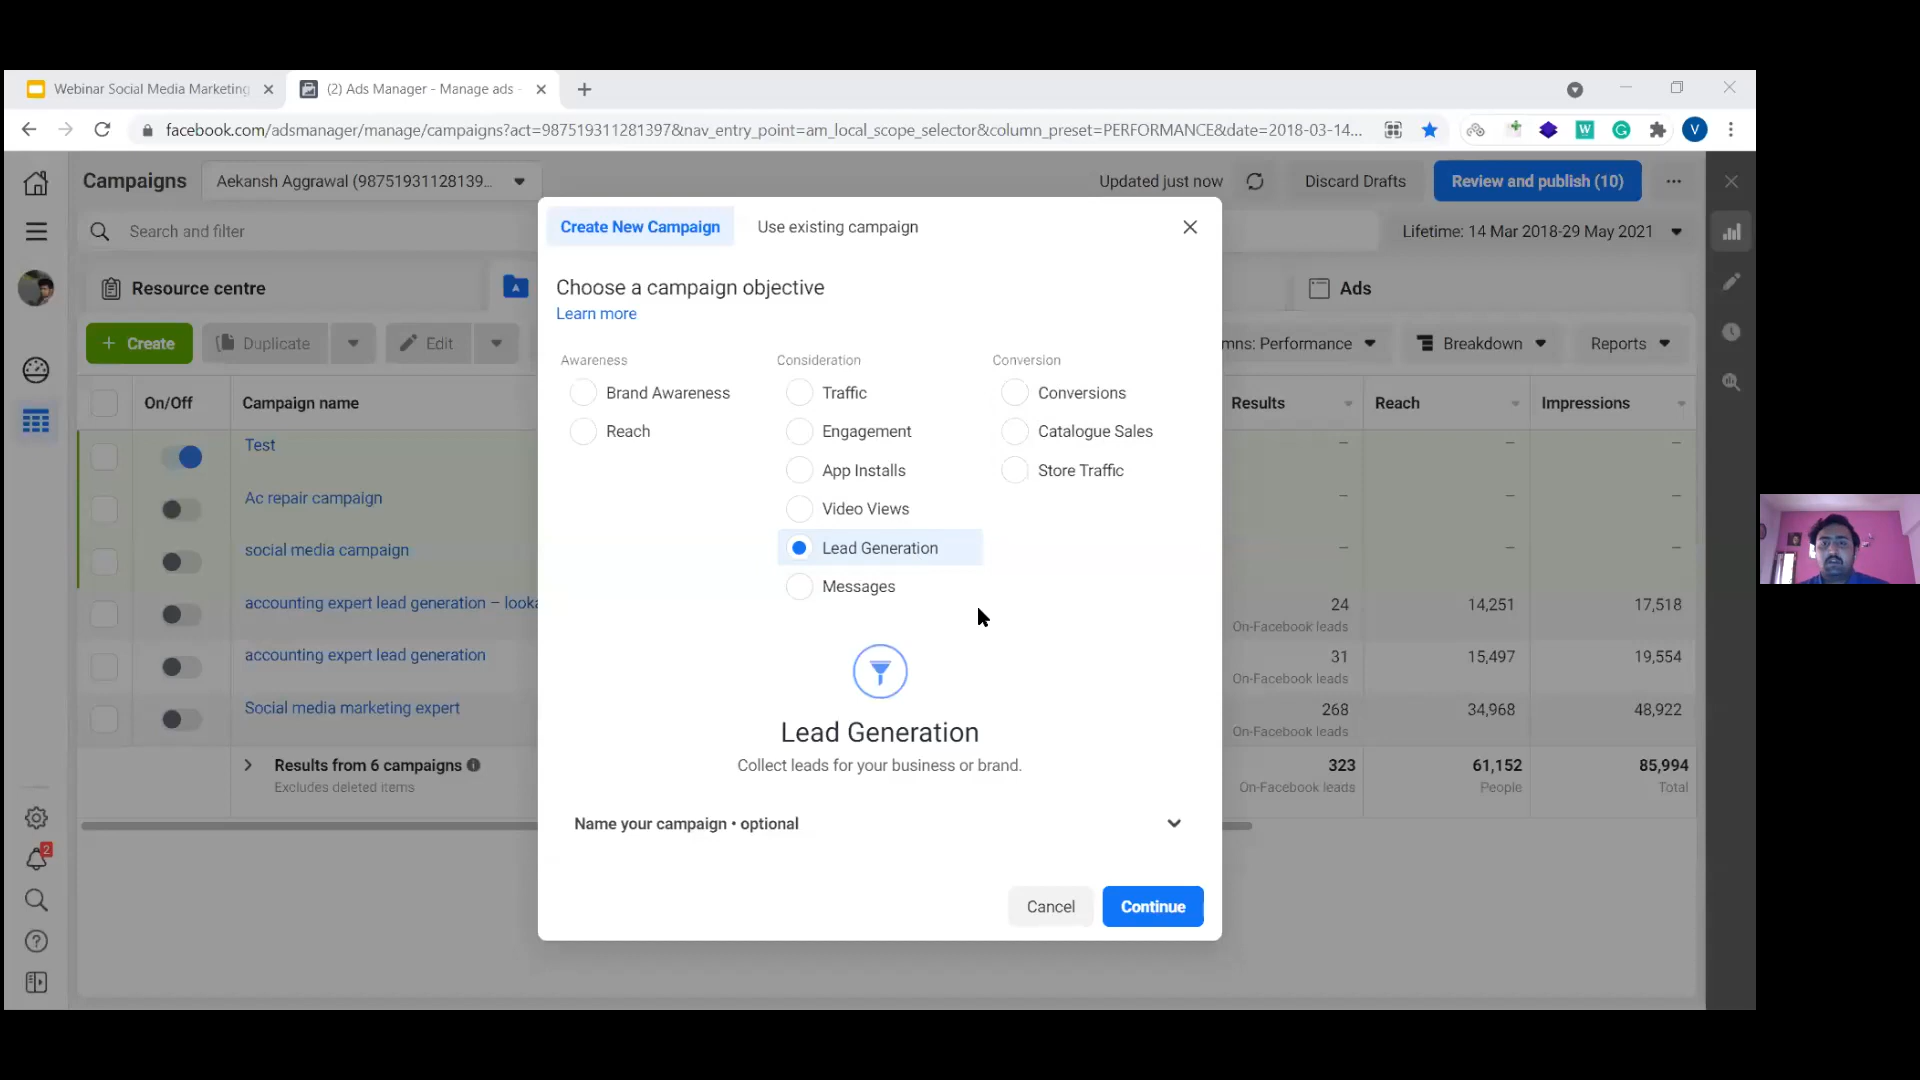 Webinar Social Media Marketing
(2) Ads Manager - Manage ads -
facebook.com/adsmanager/manage/campaigns?act=987519311281397&nav_entry_point=am_local_scope_selector&column_preset=PERFORMANCE&date=2018-03-14...
W
V
Campaigns
Aekansh Aggrawal (98751931128139...
Updated just now
Discard Drafts
Review and publish (10)
Search and filter
Lifetime: 14 Mar 2018-29 May 2021
Resource centre
Ads
+ Create
Duplicate
Edit
mns: Performance
Breakdown
Reports
On/Off
Campaign name
Results
Reach
Impressions
Test
–
–
–
Ac repair campaign
–
–
–
social media campaign
–
–
–
accounting expert lead generation – looka
24
14,251
17,518
On-Facebook leads
accounting expert lead generation
31
15,497
19,554
On-Facebook leads
Social media marketing expert
268
34,968
48,922
On-Facebook leads
Results from 6 campaigns
323
61,152
85,994
Excludes deleted items
On-Facebook leads
People
Total
2
Create New Campaign
Use existing campaign
Choose a campaign objective
Learn more
Awareness
Consideration
Conversion
Brand Awareness
Traffic
Conversions
Reach
Engagement
Catalogue Sales
App Installs
Store Traffic
Video Views
Lead Generation
Messages
Lead Generation
Collect leads for your business or brand.
Name your campaign • optional
Cancel
Continue